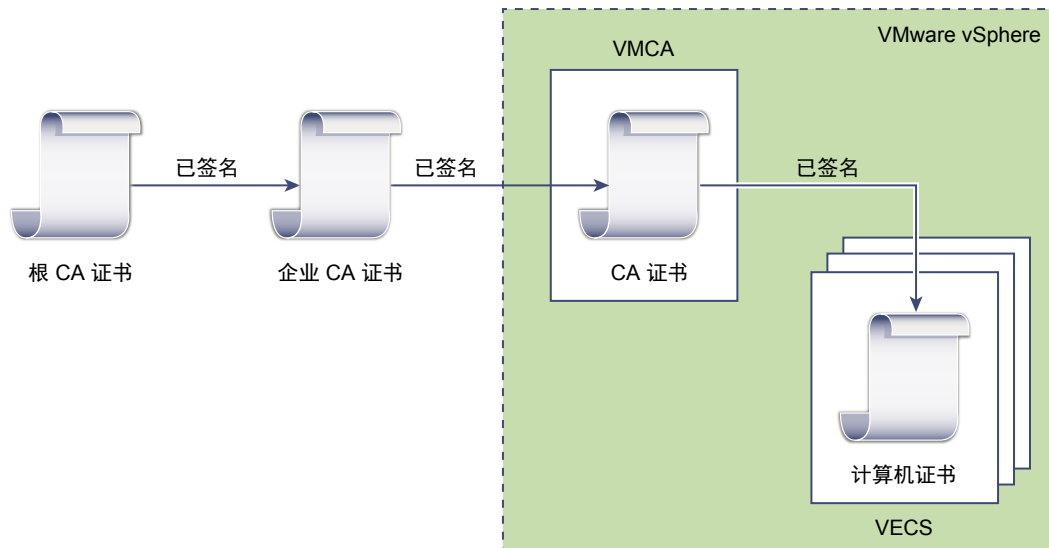 VMware vSphere
VMCA
已签名
已签名
已签名
根 CA 证书
企业 CA 证书
CA 证书
计算机证书
VECS